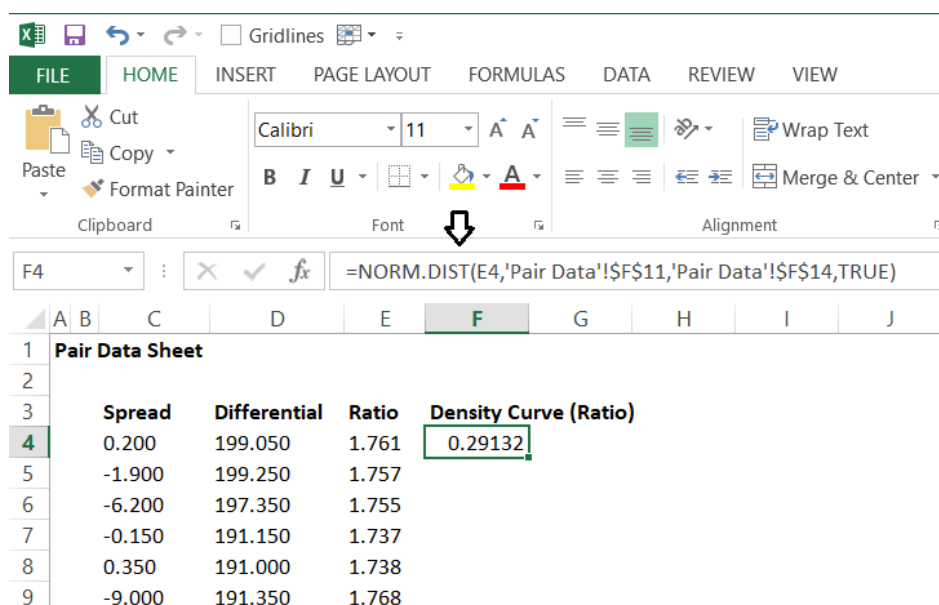 Gridlines
FILE HOME INSERT PAGE LAYOUT FORMULAS DATA REVIEW VIEW
Cut
Copy
Format Painter
Paste
Calibri 11 A A
B I U A
Wrap Text
Merge & Center
Clipboard Font Alignment
F4 fx =NORM.DIST(E4,'Pair Data'!$F$11,'Pair Data'!$F$14,TRUE)
A B C D E F G H I J
1 Pair Data Sheet
2
3 Spread Differential Ratio Density Curve (Ratio)
4 0.200 199.050 1.761 0.29132
5 -1.900 199.250 1.757
6 -6.200 197.350 1.755
7 -0.150 191.150 1.737
8 0.350 191.000 1.738
9 -9.000 191.350 1.768